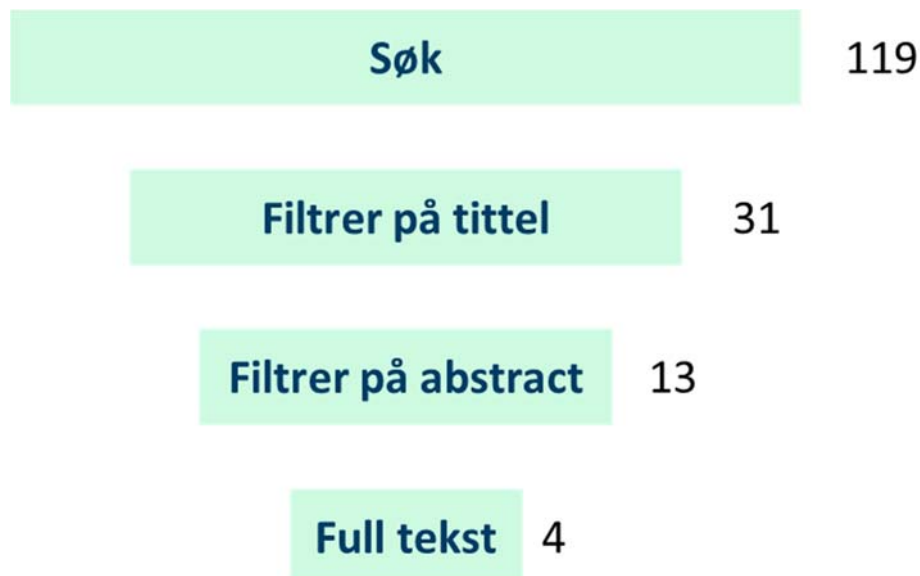 Søk 119
Filtrer på tittel 31
Filtrer på abstract 13
Full tekst 4